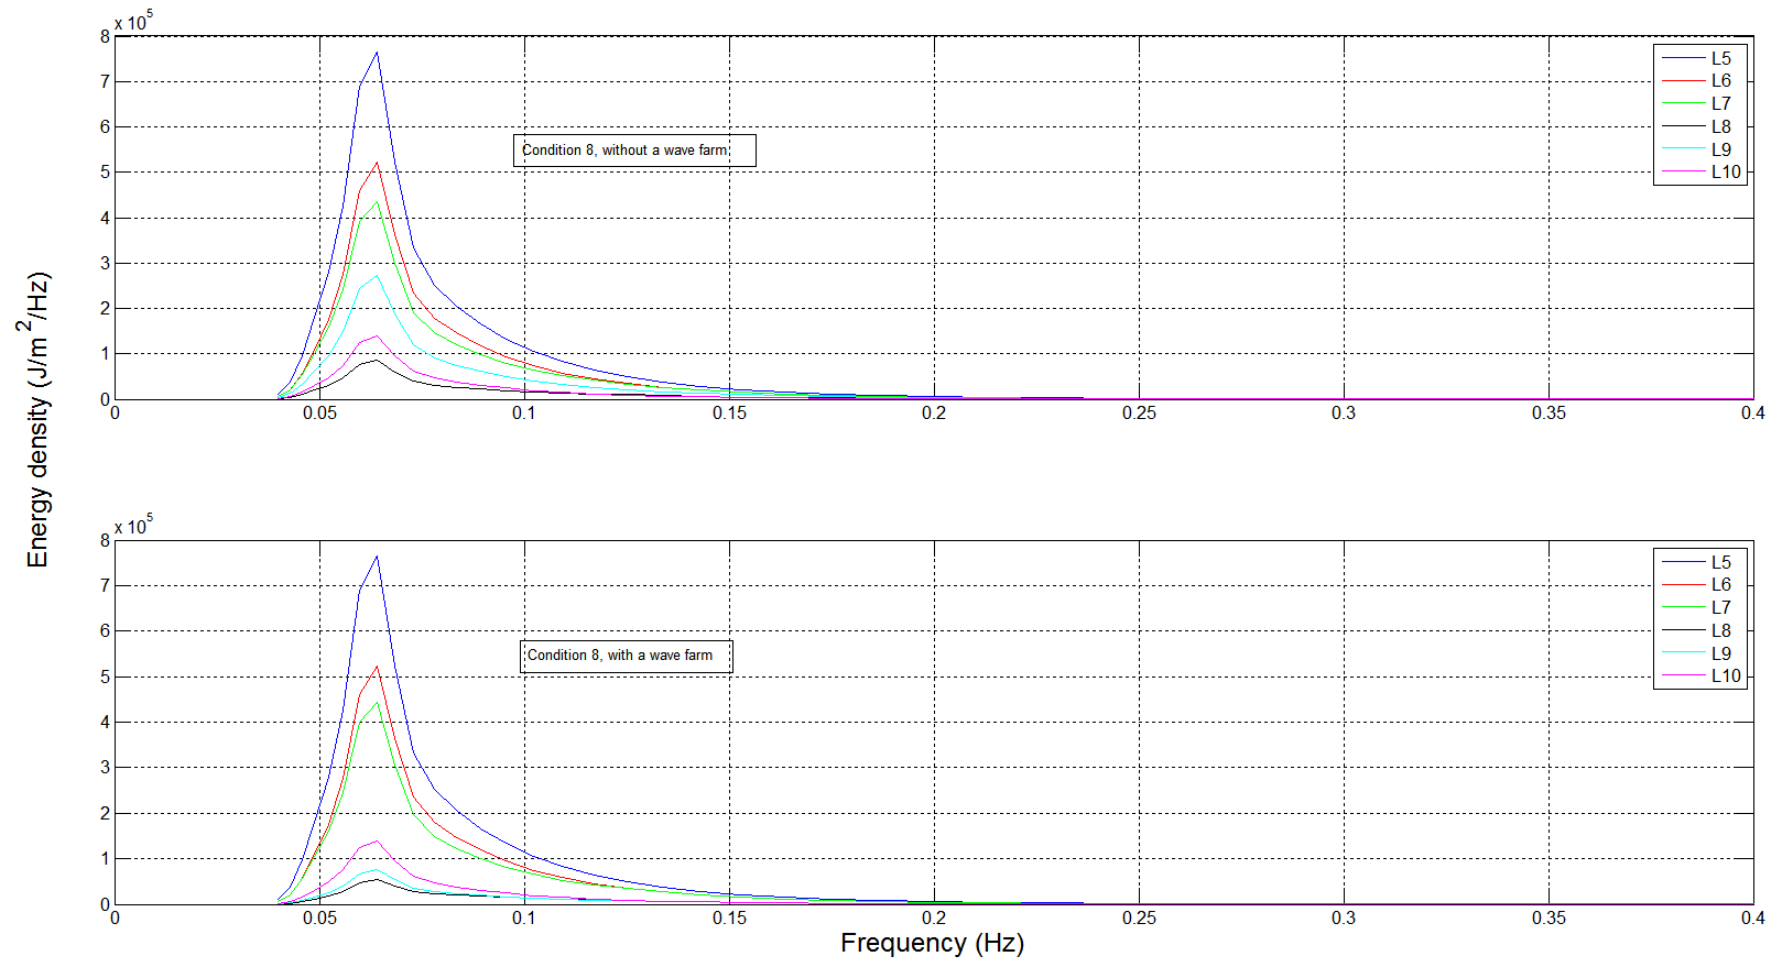 x 10^5
8
7
6
5
4
3
2
1
0
0 0.05 0.1 0.15 0.2 0.25 0.3 0.35 0.4
Condition 8, without a wave farm
L5
L6
L7
L8
L9
L10
Energy density (J/m^2/Hz)
x 10^5
8
7
6
5
4
3
2
1
0
0 0.05 0.1 0.15 0.2 0.25 0.3 0.35 0.4
Condition 8, with a wave farm
L5
L6
L7
L8
L9
L10
Frequency (Hz)